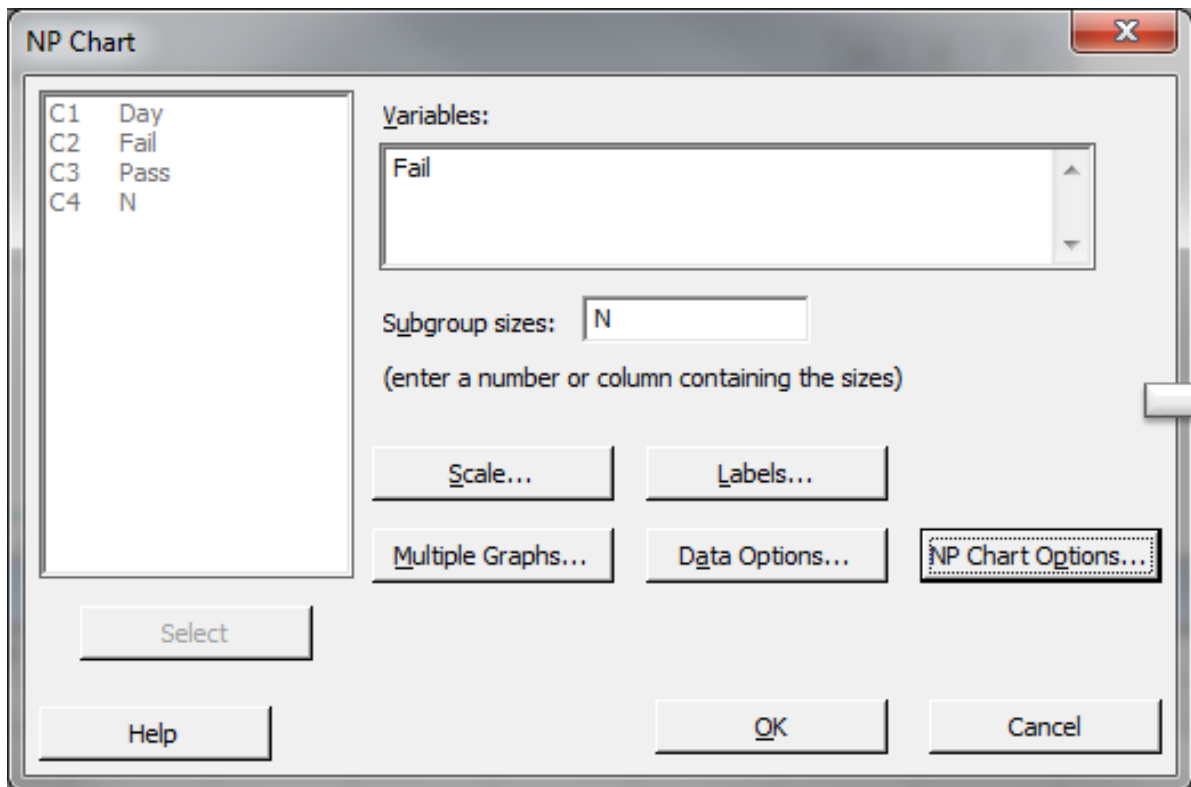 NP Chart
C1 Day
C2 Fail
C3 Pass
C4 N
Variables:
Fail
Subgroup sizes: N
(enter a number or column containing the sizes)
Scale... Labels...
Multiple Graphs... Data Options... NP Chart Options...
Select
Help OK Cancel